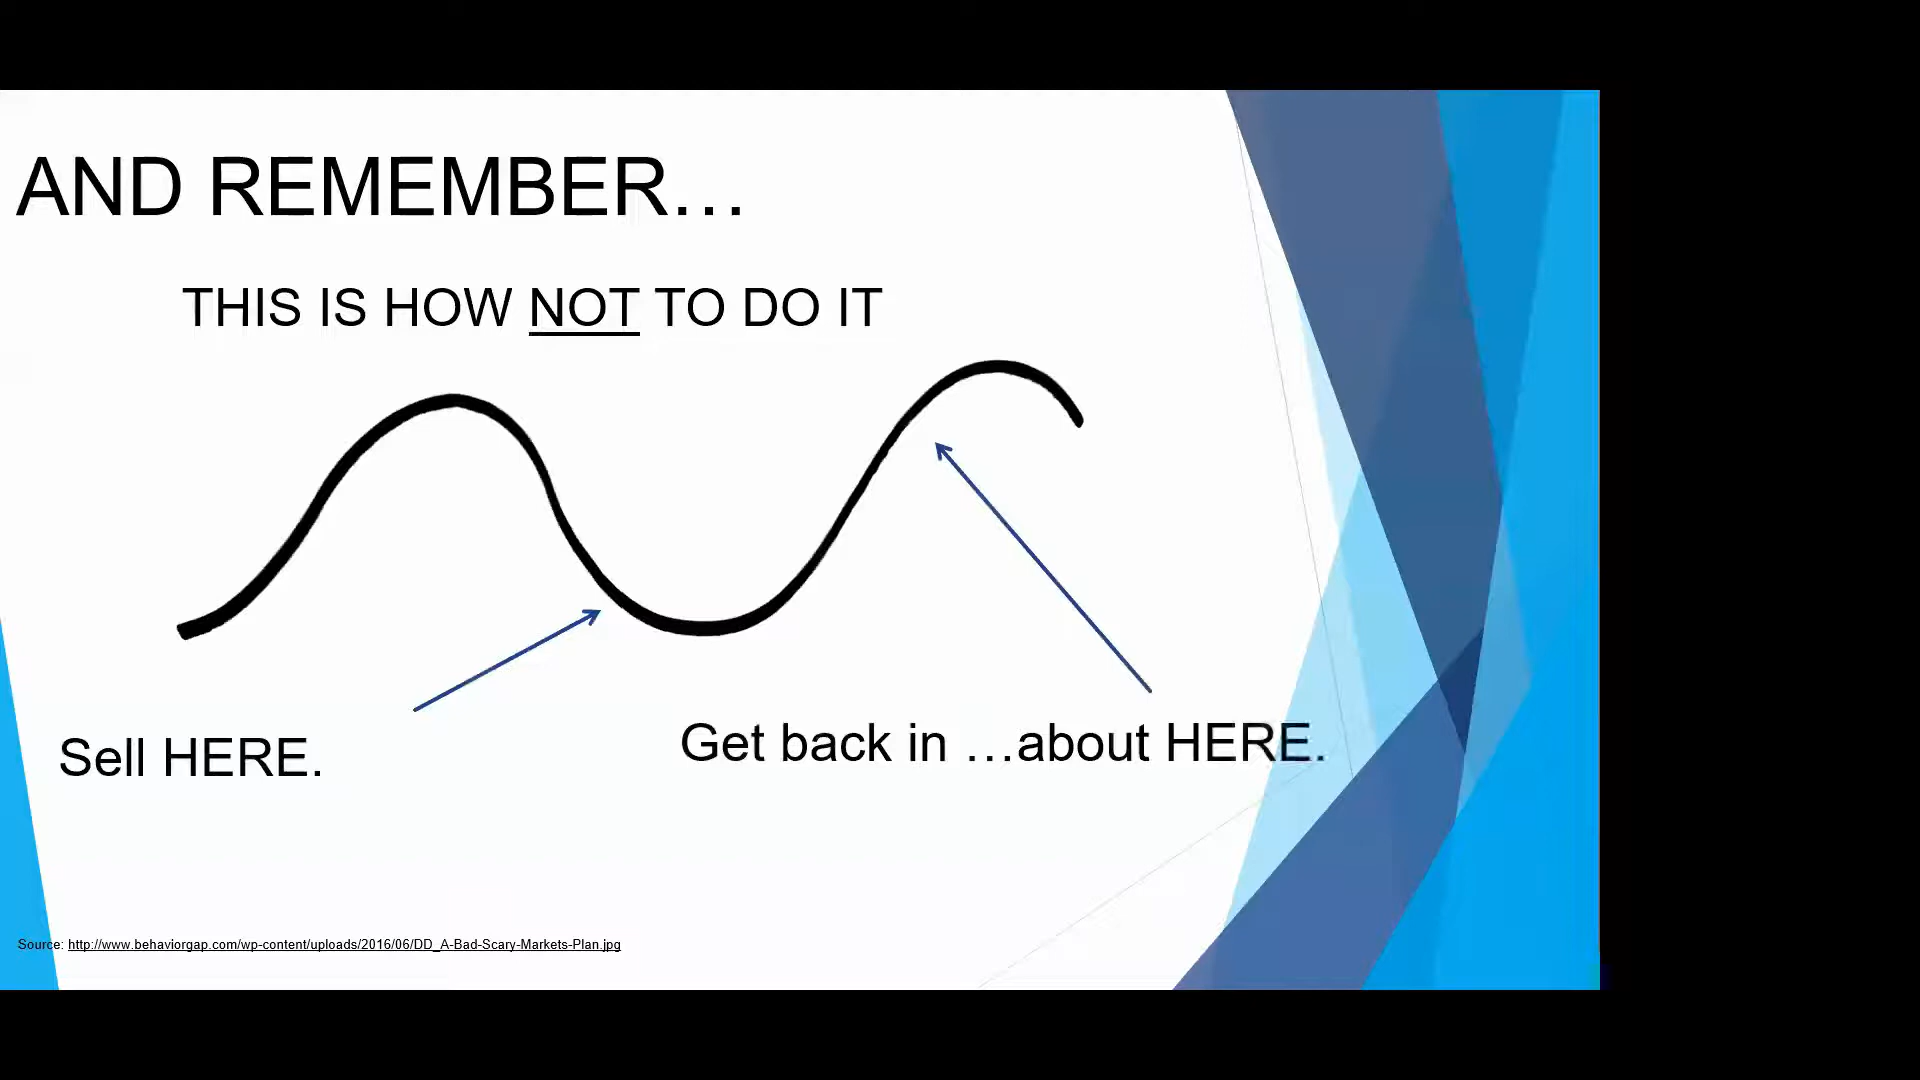 AND REMEMBER…
THIS IS HOW NOT TO DO IT
Sell HERE.
Get back in …about HERE.
Source: http://www.behaviorgap.com/wp-content/uploads/2016/06/DD_A-Bad-Scary-Markets-Plan.jpg